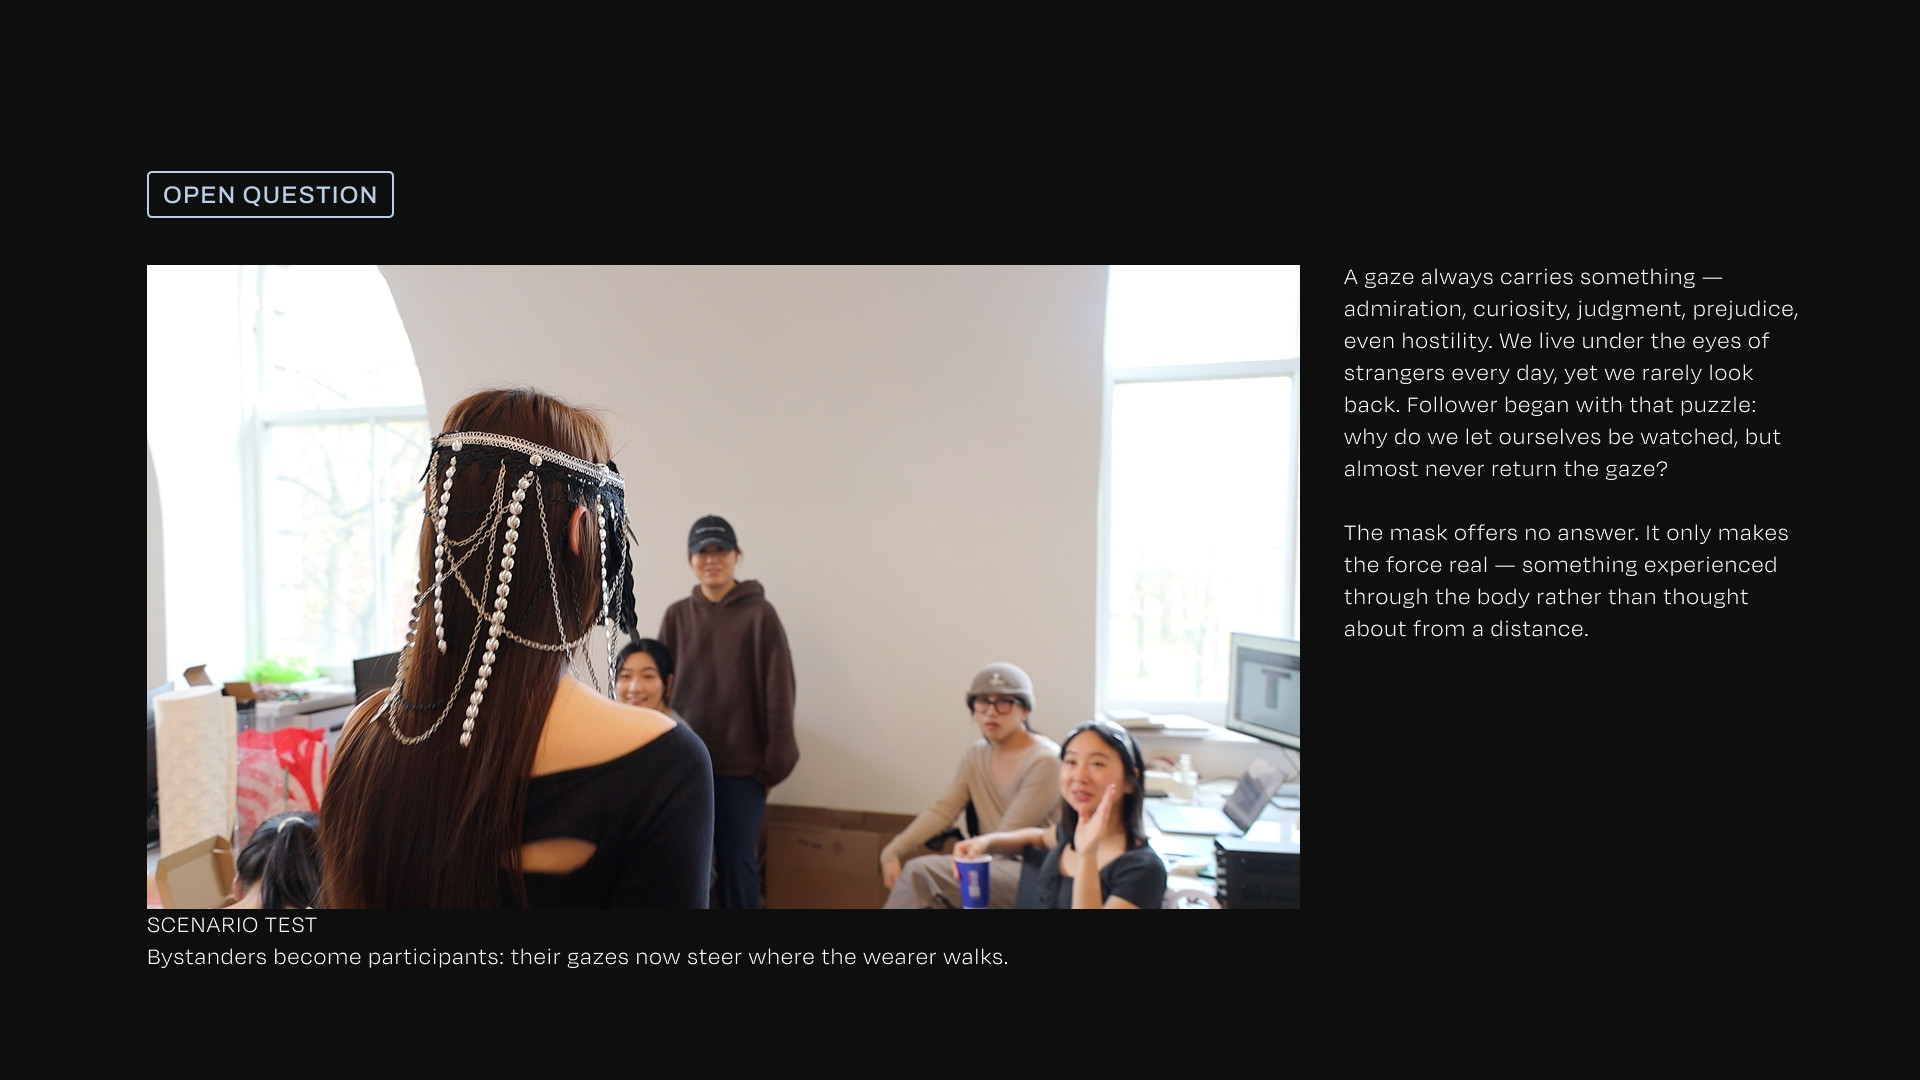 OPEN QUESTION
A gaze always carries something —
admiration, curiosity, judgment, prejudice,
even hostility. We live under the eyes of
strangers every day, yet we rarely look
back. Follower began with that puzzle:
why do we let ourselves be watched, but
almost never return the gaze?
The mask offers no answer. It only makes
the force real — something experienced
through the body rather than thought
about from a distance.
SCENARIO TEST
Bystanders become participants: their gazes now steer where the wearer walks.